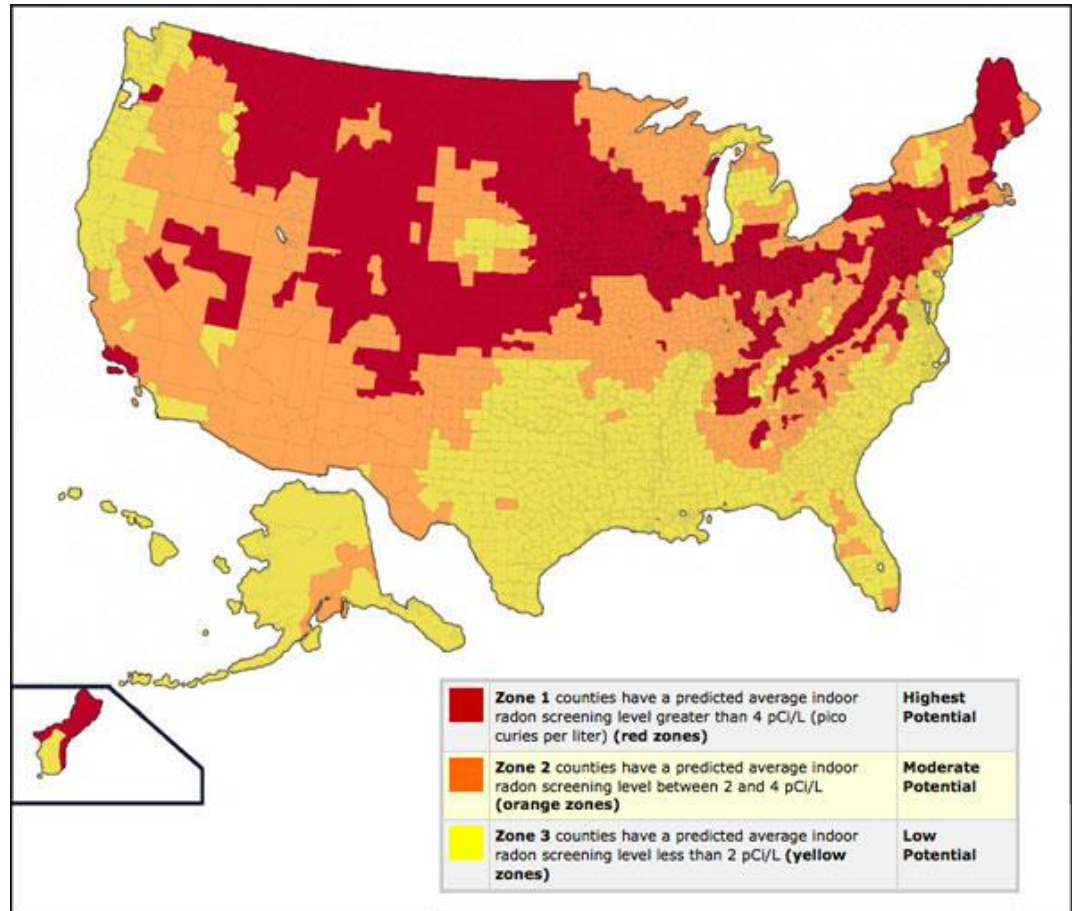 Zone 1 counties have a predicted average indoor
radon screening level greater than 4 pCi/L (pico
curies per liter) (red zones)
Highest
Potential
Zone 2 counties have a predicted average indoor
radon screening level between 2 and 4 pCi/L
(orange zones)
Moderate
Potential
Zone 3 counties have a predicted average indoor
radon screening level less than 2 pCi/L (yellow
zones)
Low
Potential